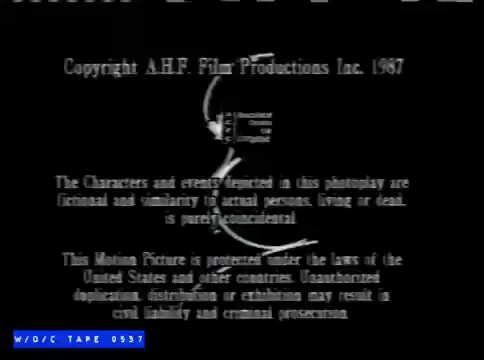 Copyright A.H.F. Film Productions Inc. 1987
The Characters and events depicted in this photoplay are
fictional and similarity to actual persons, living or dead,
is purely coincidental.
This Motion Picture is protected under the laws of the
United States and other countries. Unauthorized
duplication, distribution or exhibition may result in
civil liability and criminal prosecution.
W/O/C TAPE 0537